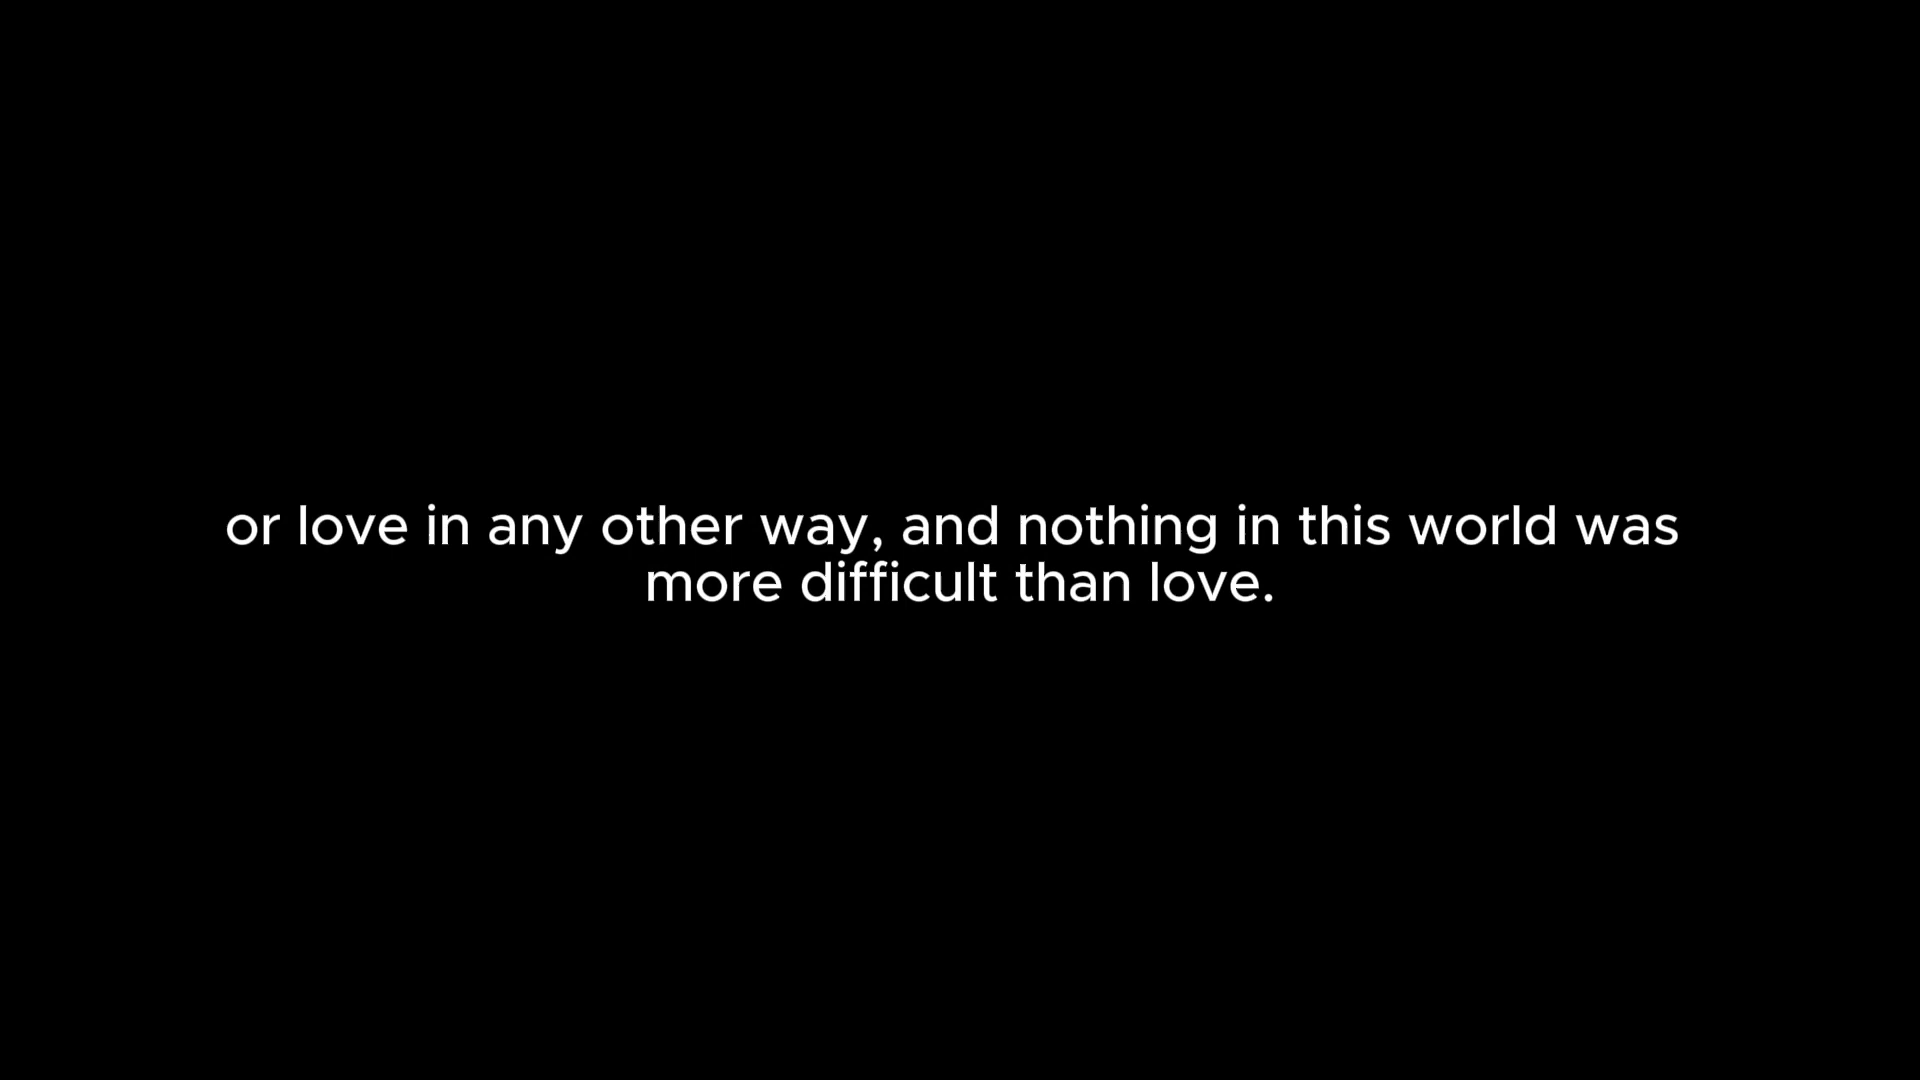 or love in any other way, and nothing in this world was
more difficult than love.